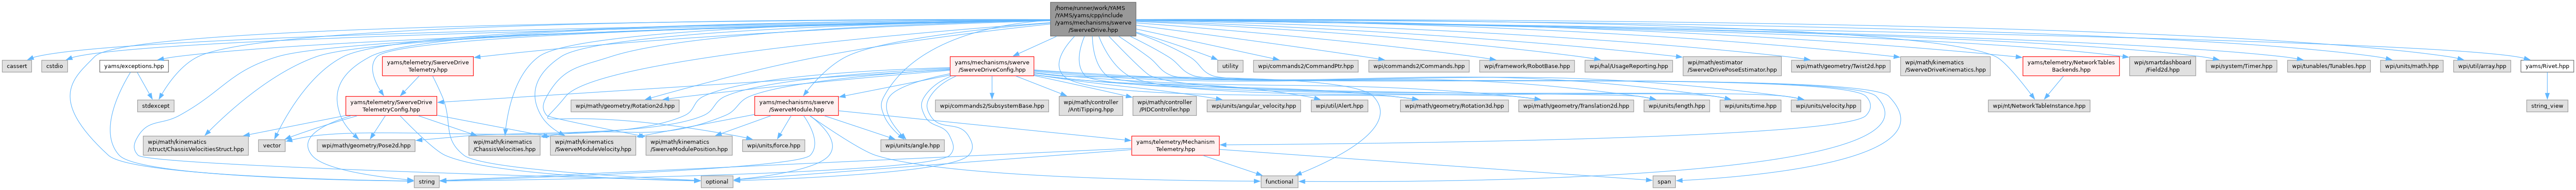 /home/runner/work/YAMS
/YAMS/yams/cpp/include
/yams/mechanisms/swerve
/SwerveDrive.hpp
cassert
cstdio
yams/exceptions.hpp
stdexcept
yams/telemetry/SwerveDrive
Telemetry.hpp
yams/telemetry/SwerveDrive
TelemetryConfig.hpp
wpi/math/kinematics
/struct/ChassisVelocitiesStruct.hpp
vector
wpi/math/geometry/Pose2d.hpp
wpi/math/kinematics
/ChassisVelocities.hpp
wpi/math/kinematics
/SwerveModuleVelocity.hpp
wpi/math/geometry/Rotation2d.hpp
wpi/math/kinematics
/SwerveModulePosition.hpp
yams/mechanisms/swerve
/SwerveModule.hpp
wpi/units/force.hpp
wpi/units/angle.hpp
yams/mechanisms/swerve
/SwerveDriveConfig.hpp
wpi/commands2/SubsystemBase.hpp
wpi/math/controller
/AntiTipping.hpp
wpi/math/controller
/PIDController.hpp
wpi/units/angular_velocity.hpp
wpi/util/Alert.hpp
wpi/math/geometry/Rotation3d.hpp
wpi/math/geometry/Translation2d.hpp
wpi/units/length.hpp
wpi/units/time.hpp
wpi/units/velocity.hpp
yams/telemetry/Mechanism
Telemetry.hpp
string
optional
functional
span
utility
wpi/commands2/CommandPtr.hpp
wpi/commands2/Commands.hpp
wpi/framework/RobotBase.hpp
wpi/hal/UsageReporting.hpp
wpi/math/estimator
/SwerveDrivePoseEstimator.hpp
wpi/math/geometry/Twist2d.hpp
wpi/math/kinematics
/SwerveDriveKinematics.hpp
yams/telemetry/NetworkTables
Backends.hpp
wpi/nt/NetworkTableInstance.hpp
wpi/smartdashboard
/Field2d.hpp
wpi/system/Timer.hpp
wpi/tunables/Tunables.hpp
wpi/units/math.hpp
wpi/util/array.hpp
yams/Rivet.hpp
string_view